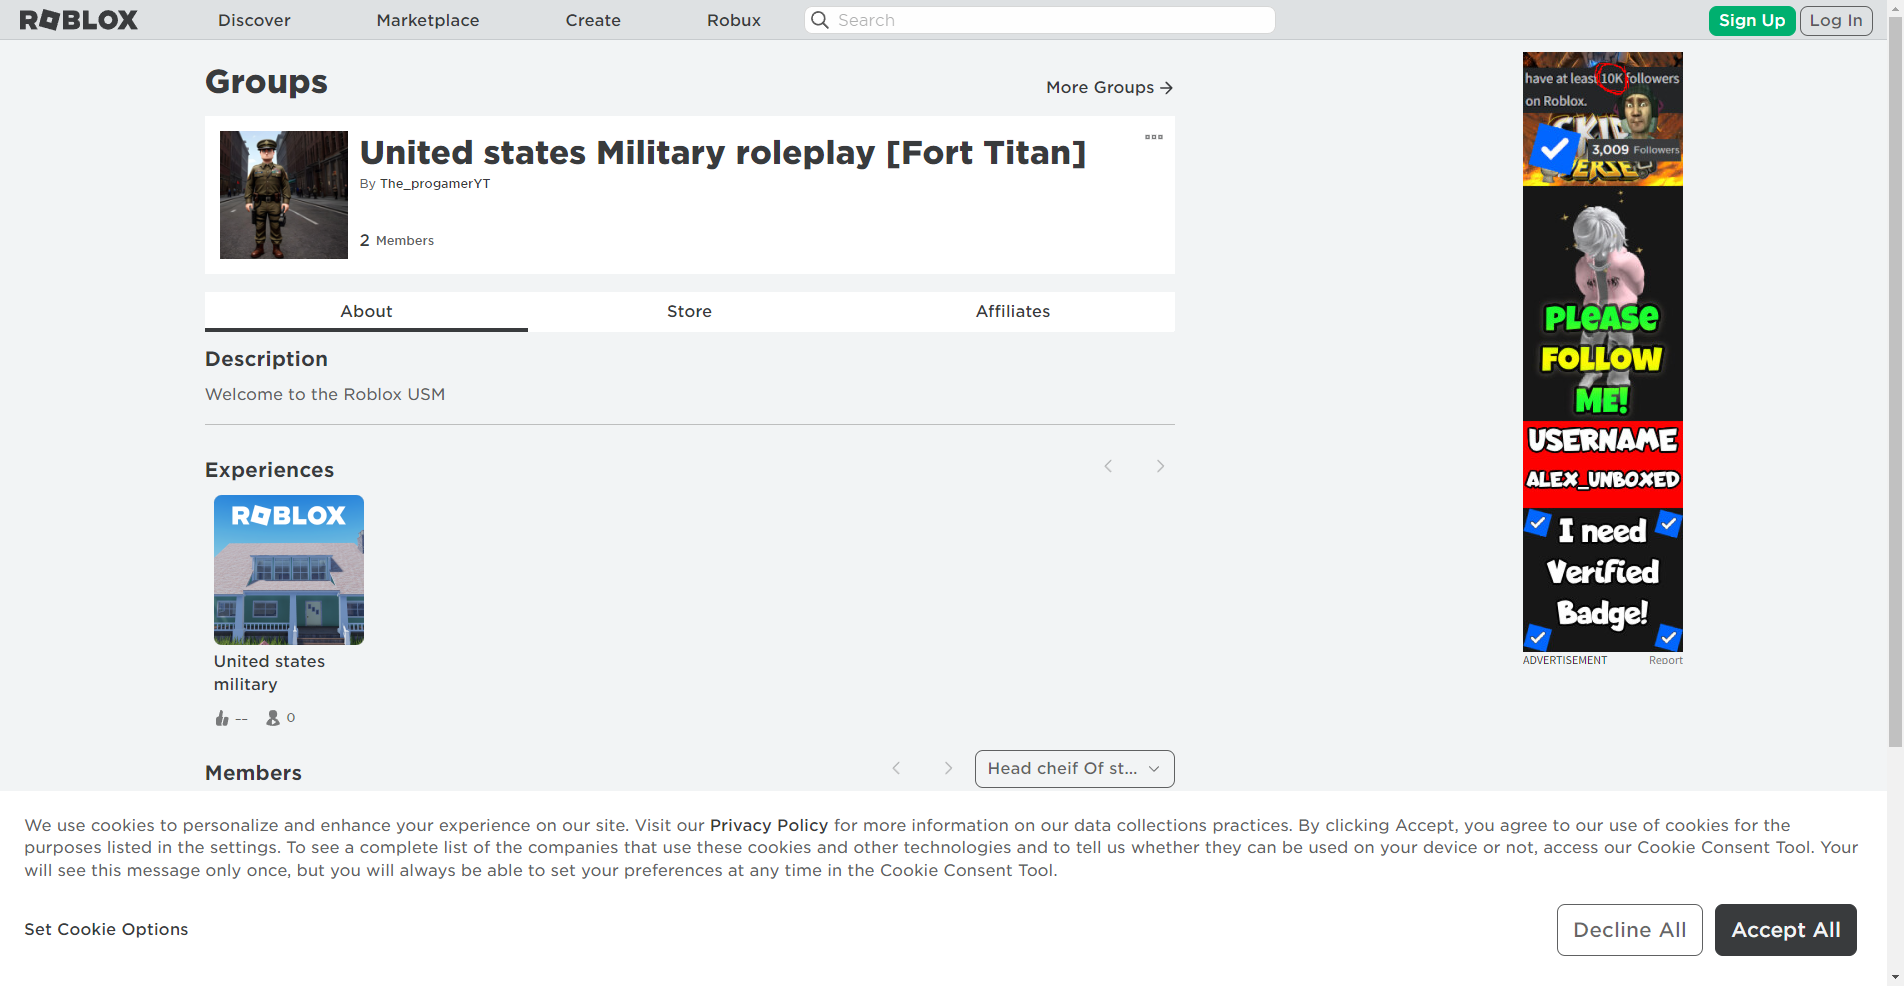 ROBLOX
Discover
Marketplace
Create
Robux
Search
Sign Up
Log In
Groups
More Groups
United states Military roleplay [Fort Titan]
By The_progamerYT
2 Members
About
Store
Affiliates
Description
Welcome to the Roblox USM
Experiences
ROBLOX
United states
military
--
0
Members
Head cheif Of st...
have at least 10K followers
on Roblox.
3,009 Followers
PLEASE
FOLLOW
ME!
USERNAME
ALEX_UNBOXED
I need
Verified
Badge!
ADVERTISEMENT
Report
We use cookies to personalize and enhance your experience on our site. Visit our Privacy Policy for more information on our data collections practices. By clicking Accept, you agree to our use of cookies for the
purposes listed in the settings. To see a complete list of the companies that use these cookies and other technologies and to tell us whether they can be used on your device or not, access our Cookie Consent Tool. Your
will see this message only once, but you will always be able to set your preferences at any time in the Cookie Consent Tool.
Set Cookie Options
Decline All
Accept All